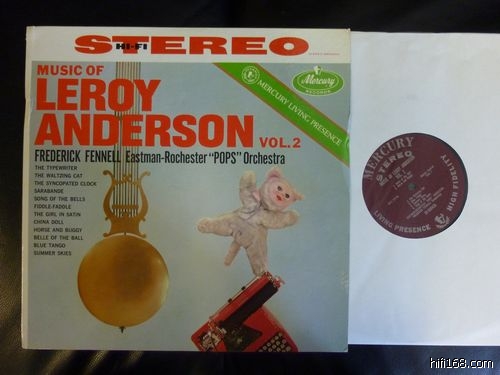 STEREO
HI-FI
MUSIC OF
LEROY
ANDERSON VOL. 2
FREDERICK FENNELL Eastman-Rochester "POPS" Orchestra
THE TYPEWRITER
THE WALTZING CAT
THE SYNCOPATED CLOCK
SARABANDE
SONG OF THE BELLS
FIDDLE-FADDLE
THE GIRL IN SATIN
CHINA DOLL
HORSE AND BUGGY
BELLE OF THE BALL
BLUE TANGO
SUMMER SKIES
MERCURY LIVING PRESENCE
Mercury
RECORDS
MERCURY
STEREO
LIVING PRESENCE
HIGH FIDELITY
hifi168.com